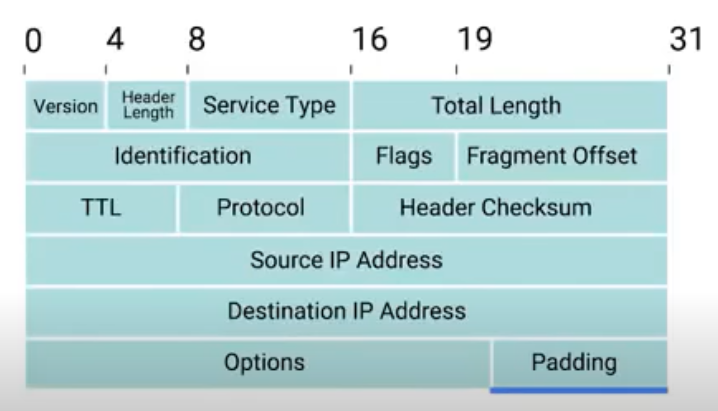 0 4 8 16 19 31
Version Header Length Service Type Total Length
Identification Flags Fragment Offset
TTL Protocol Header Checksum
Source IP Address
Destination IP Address
Options Padding